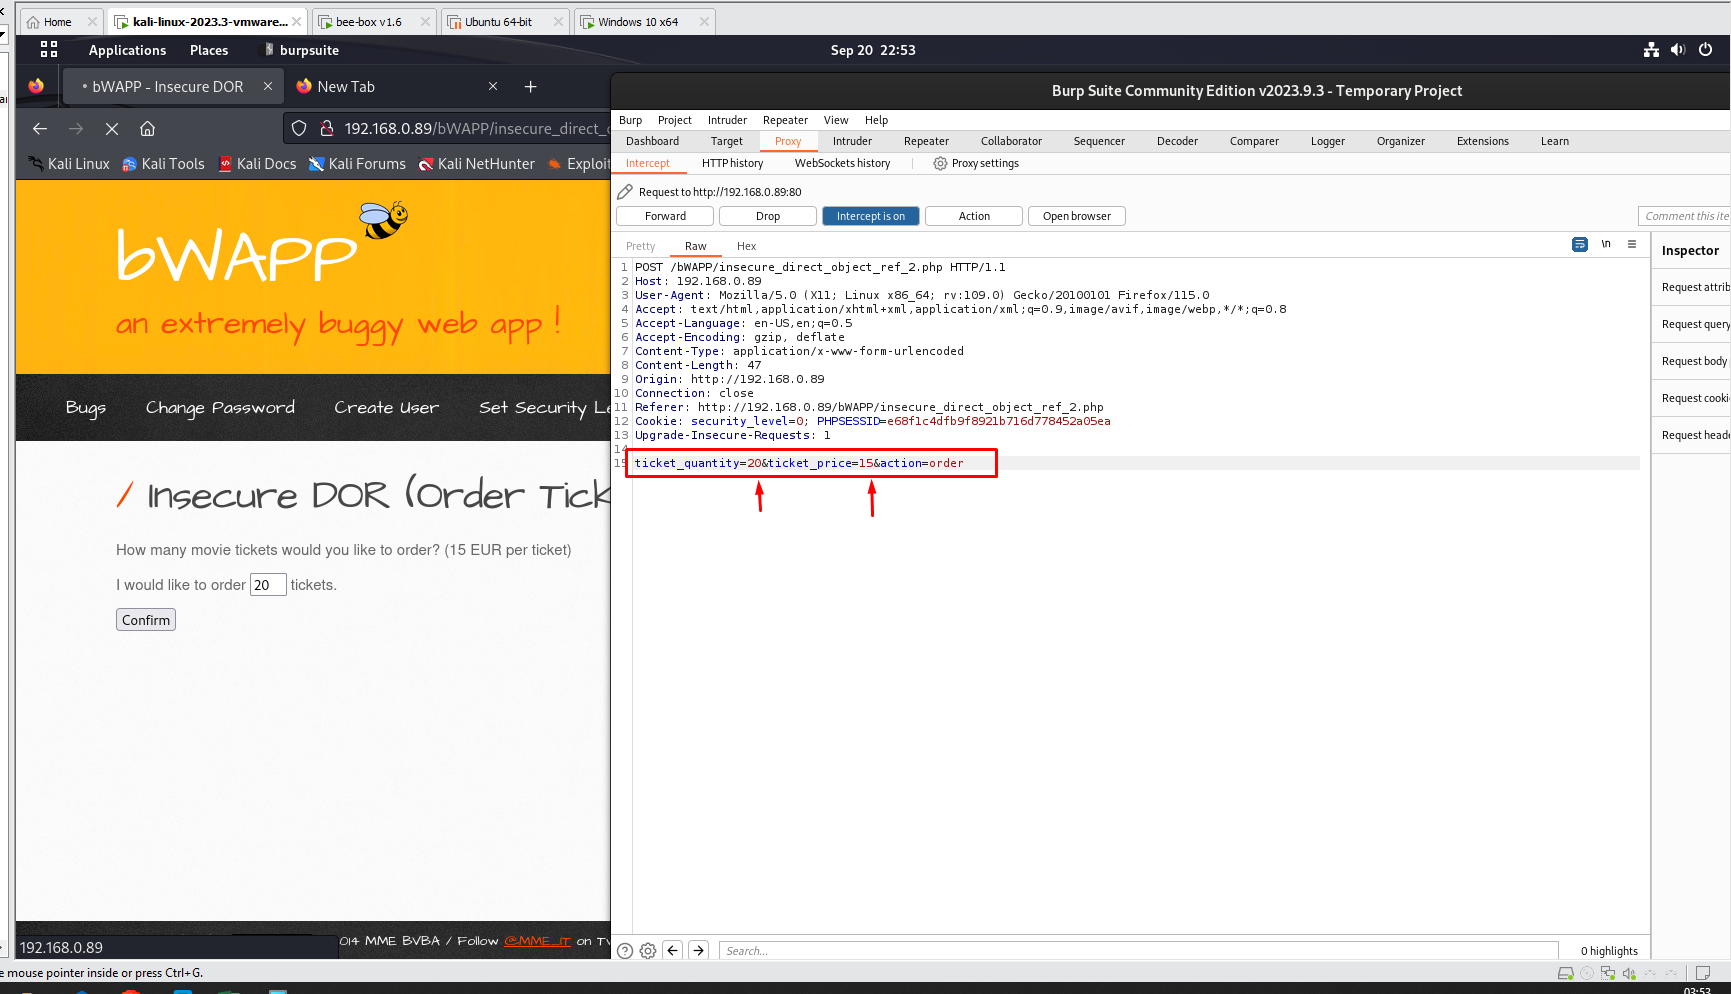 Home
kali-linux-2023.3-vmware...
bee-box v1.6
Ubuntu 64-bit
Windows 10 x64
Applications
Places
burpsuite
Sep 20 22:53
bWAPP - Insecure DOR
New Tab
192.168.0.89/bWAPP/insecure_direct_
Kali Linux
Kali Tools
Kali Docs
Kali Forums
Kali NetHunter
Exploit
bWAPP
an extremely buggy web app !
Bugs
Change Password
Create User
Set Security Le
/ Insecure DOR (Order Tick
How many movie tickets would you like to order? (15 EUR per ticket)
I would like to order 20 tickets.
Confirm
014 MME BVBA / Follow @MME_IT on Tw
192.168.0.89
Burp Suite Community Edition v2023.9.3 - Temporary Project
Burp Project Intruder Repeater View Help
Dashboard Target Proxy Intruder Repeater Collaborator Sequencer Decoder Comparer Logger Organizer Extensions Learn
Intercept HTTP history WebSockets history Proxy settings
Request to http://192.168.0.89:80
Forward Drop Intercept is on Action Open browser
Comment this ite
Pretty Raw Hex
\n
1 POST /bWAPP/insecure_direct_object_ref_2.php HTTP/1.1
2 Host: 192.168.0.89
3 User-Agent: Mozilla/5.0 (X11; Linux x86_64; rv:109.0) Gecko/20100101 Firefox/115.0
4 Accept: text/html,application/xhtml+xml,application/xml;q=0.9,image/avif,image/webp,*/*;q=0.8
5 Accept-Language: en-US,en;q=0.5
6 Accept-Encoding: gzip, deflate
7 Content-Type: application/x-www-form-urlencoded
8 Content-Length: 47
9 Origin: http://192.168.0.89
10 Connection: close
11 Referer: http://192.168.0.89/bWAPP/insecure_direct_object_ref_2.php
12 Cookie: security_level=0; PHPSESSID=e68f1c4dfb9f8921b716d778452a05ea
13 Upgrade-Insecure-Requests: 1
14
15 ticket_quantity=20&ticket_price=15&action=order
Inspector
Request attrib
Request query
Request body
Request cooki
Request heade
Search...
0 highlights
e mouse pointer inside or press Ctrl+G.